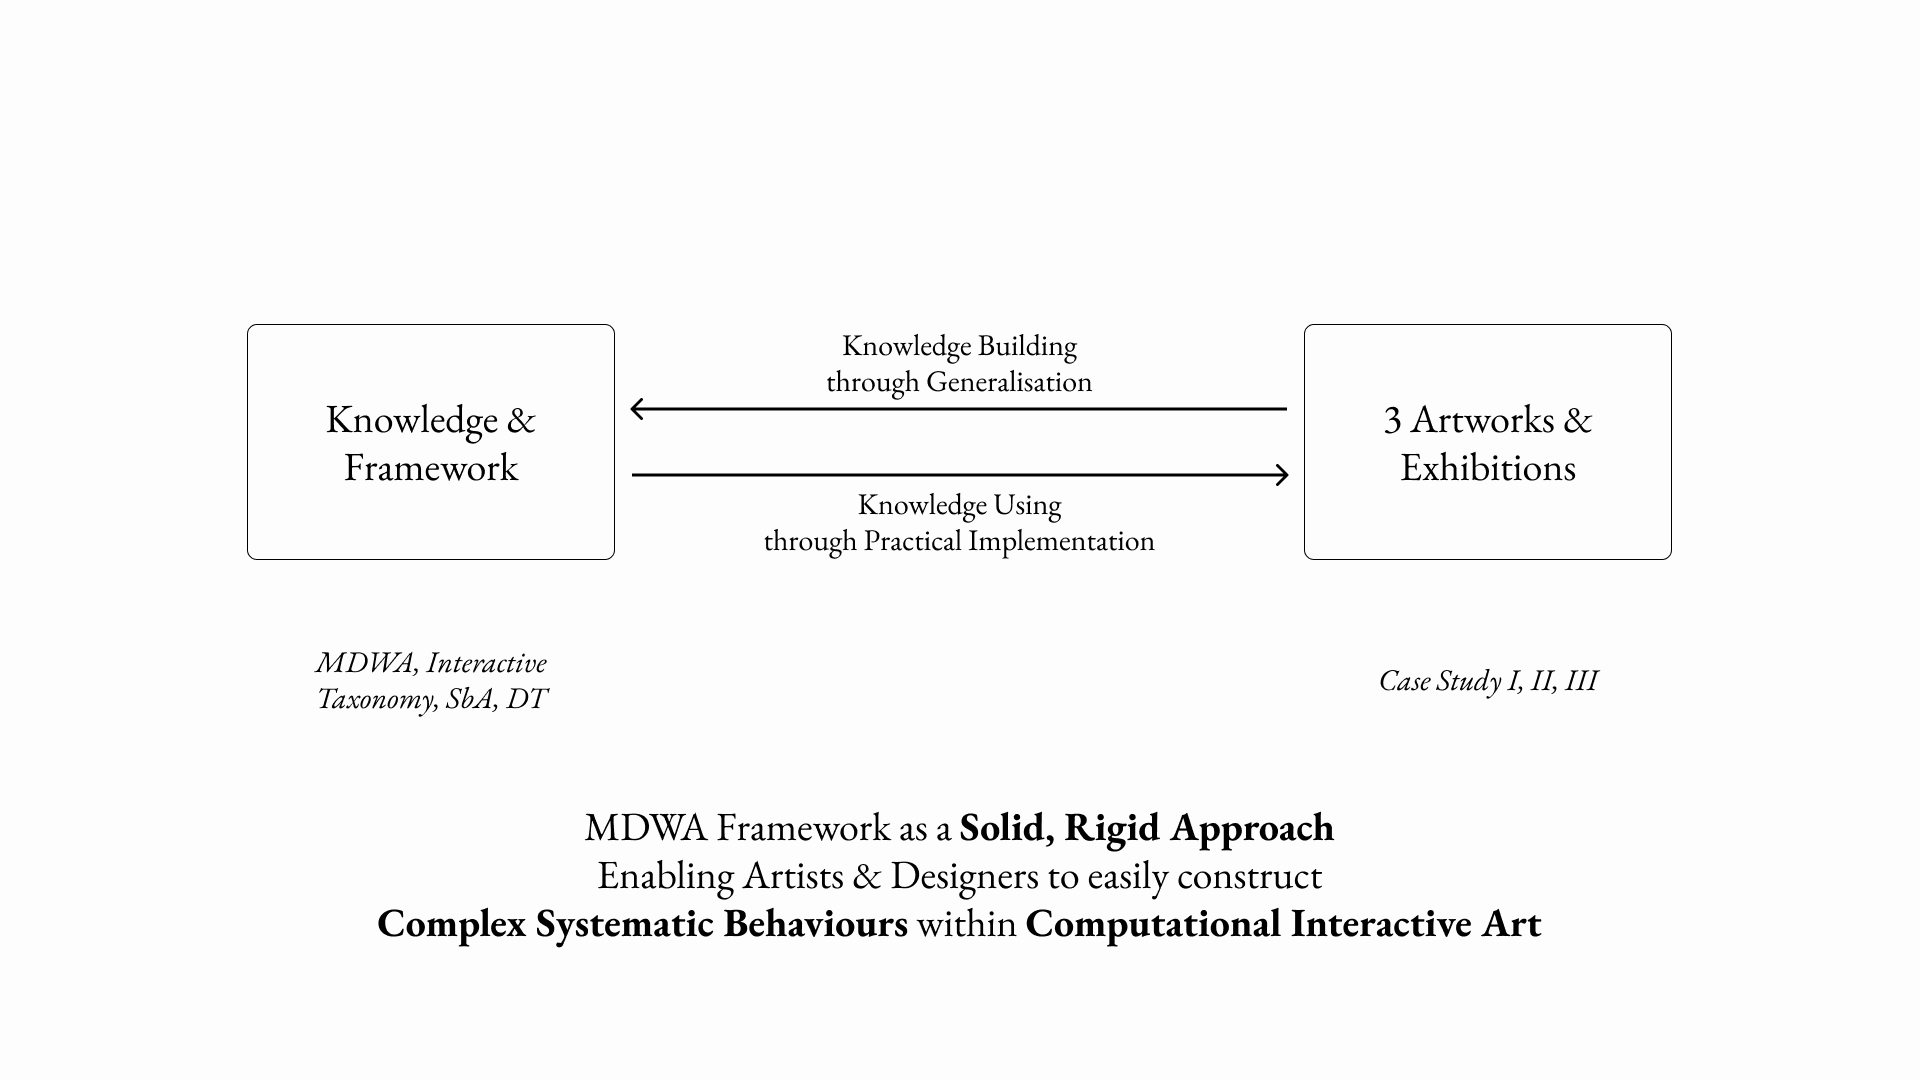 Knowledge Building
through Generalisation
Knowledge &
Framework
3 Artworks &
Exhibitions
Knowledge Using
through Practical Implementation
MDWA, Interactive
Taxonomy, SbA, DT
Case Study I, II, III
MDWA Framework as a Solid, Rigid Approach
Enabling Artists & Designers to easily construct
Complex Systematic Behaviours within Computational Interactive Art